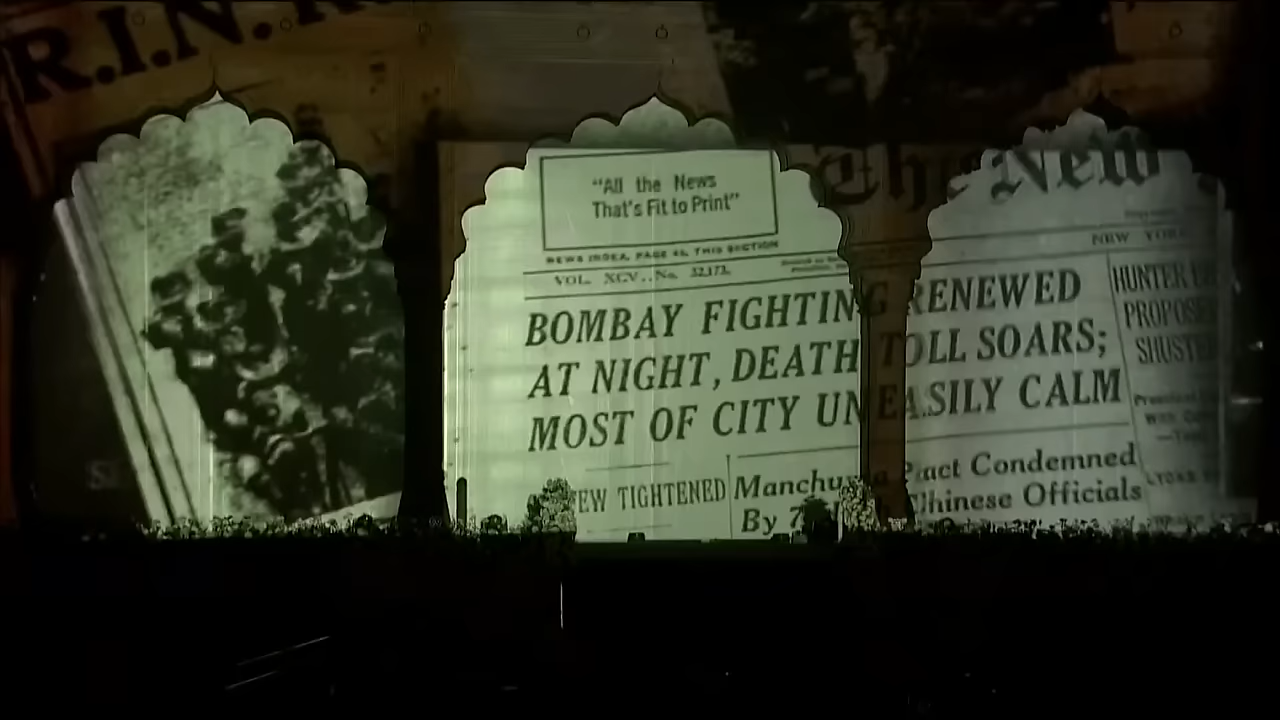 R.I.N.
The New
"All the News
That's Fit to Print"
NEWS INDEX, PAGE 45, THIS SECTION
VOL. XCV..No. 32,173.
NEW YORK
BOMBAY FIGHTING RENEWED
AT NIGHT, DEATH TOLL SOARS;
MOST OF CITY UNEASILY CALM
HUNTER
PROPOSE
SHUSTE
TIGHTENED
Pact Condemned
By Chinese Officials